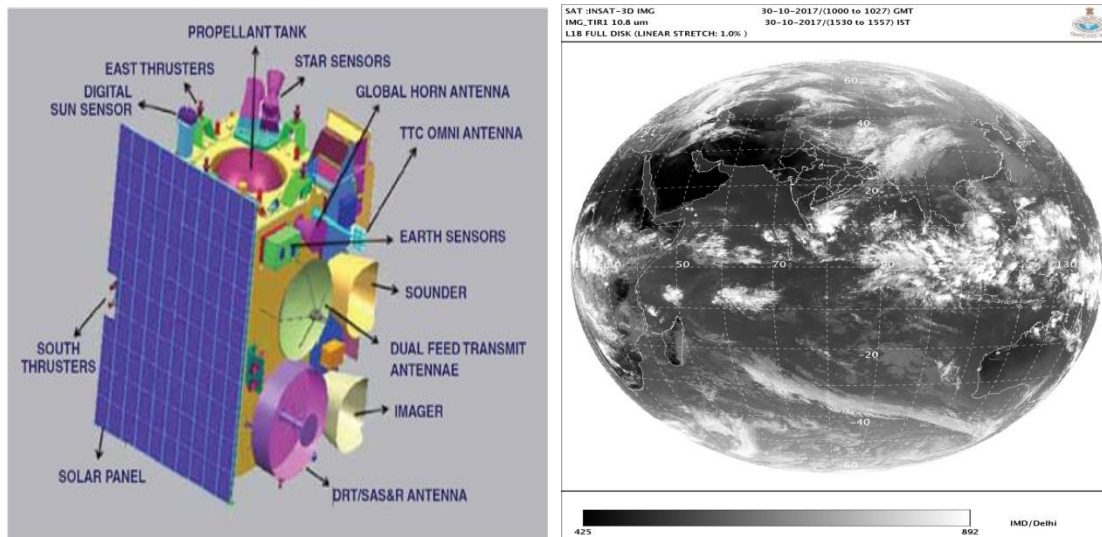 PROPELLANT TANK
EAST THRUSTERS
STAR SENSORS
DIGITAL
SUN SENSOR
GLOBAL HORN ANTENNA
TTC OMNI ANTENNA
EARTH SENSORS
SOUNDER
SOUTH
THRUSTERS
DUAL FEED TRANSMIT
ANTENNAE
IMAGER
SOLAR PANEL
DRT/SAS&R ANTENNA
SAT :INSAT-3D IMG 30-10-2017/(1000 to 1027) GMT
IMG_TIR1 10.8 um 30-10-2017/(1530 to 1557) IST
L1B FULL DISK (LINEAR STRETCH: 1.0% )
60
40
20
50 70 130
-20
-40
-60
425 892 IMD/Delhi